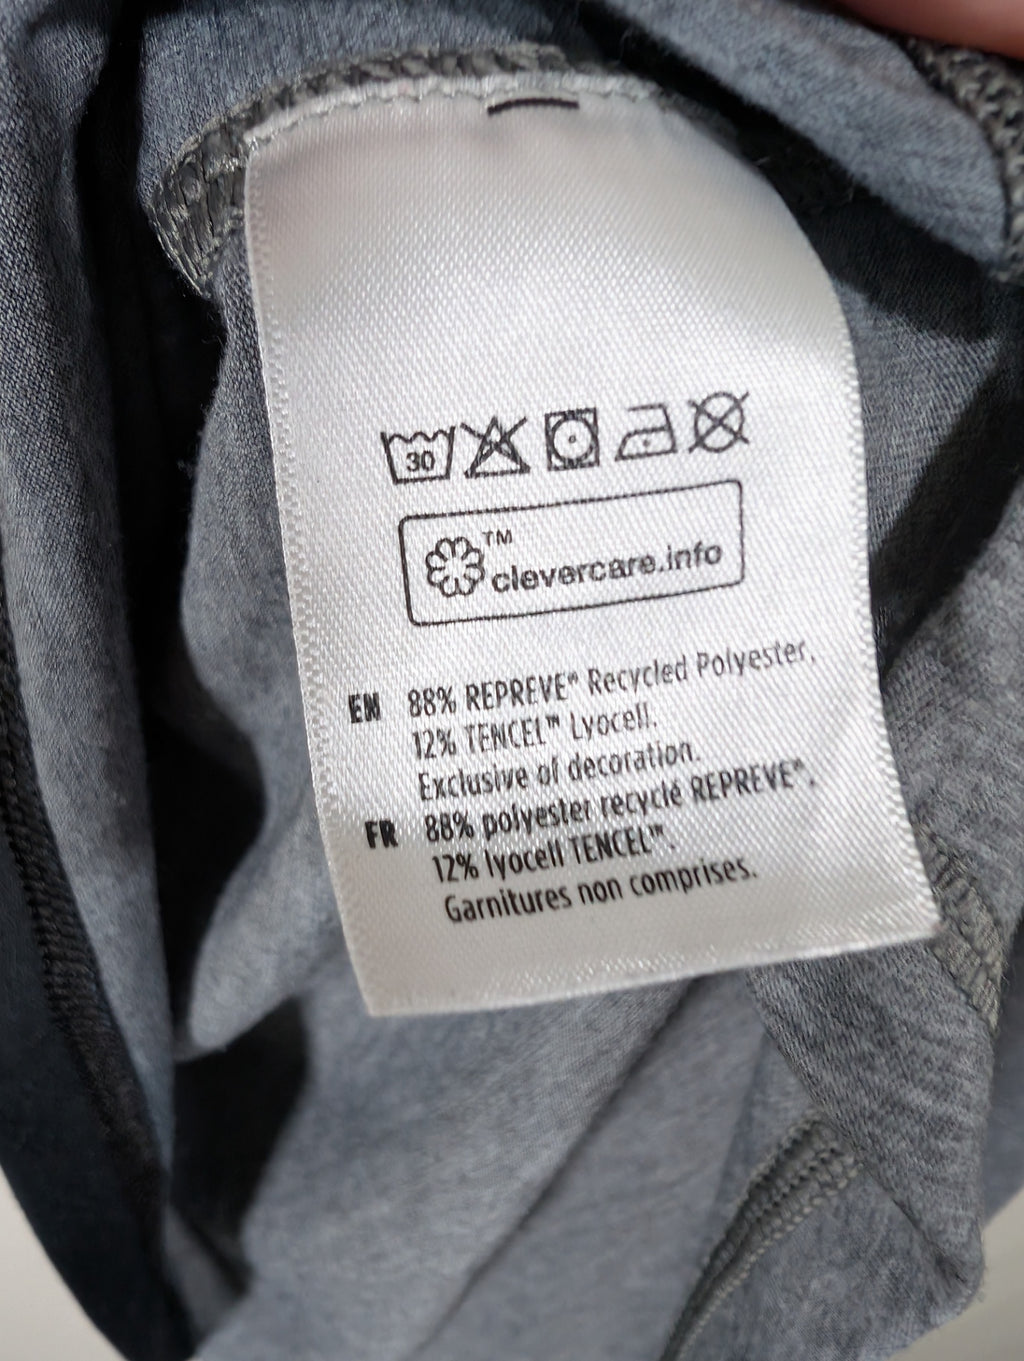 30
TM
clevercare.info
EN 88% REPREVE® Recycled Polyester,
12% TENCEL™ Lyocell.
Exclusive of decoration.
FR 88% polyester recyclé REPREVE®,
12% lyocell TENCEL™.
Garnitures non comprises.